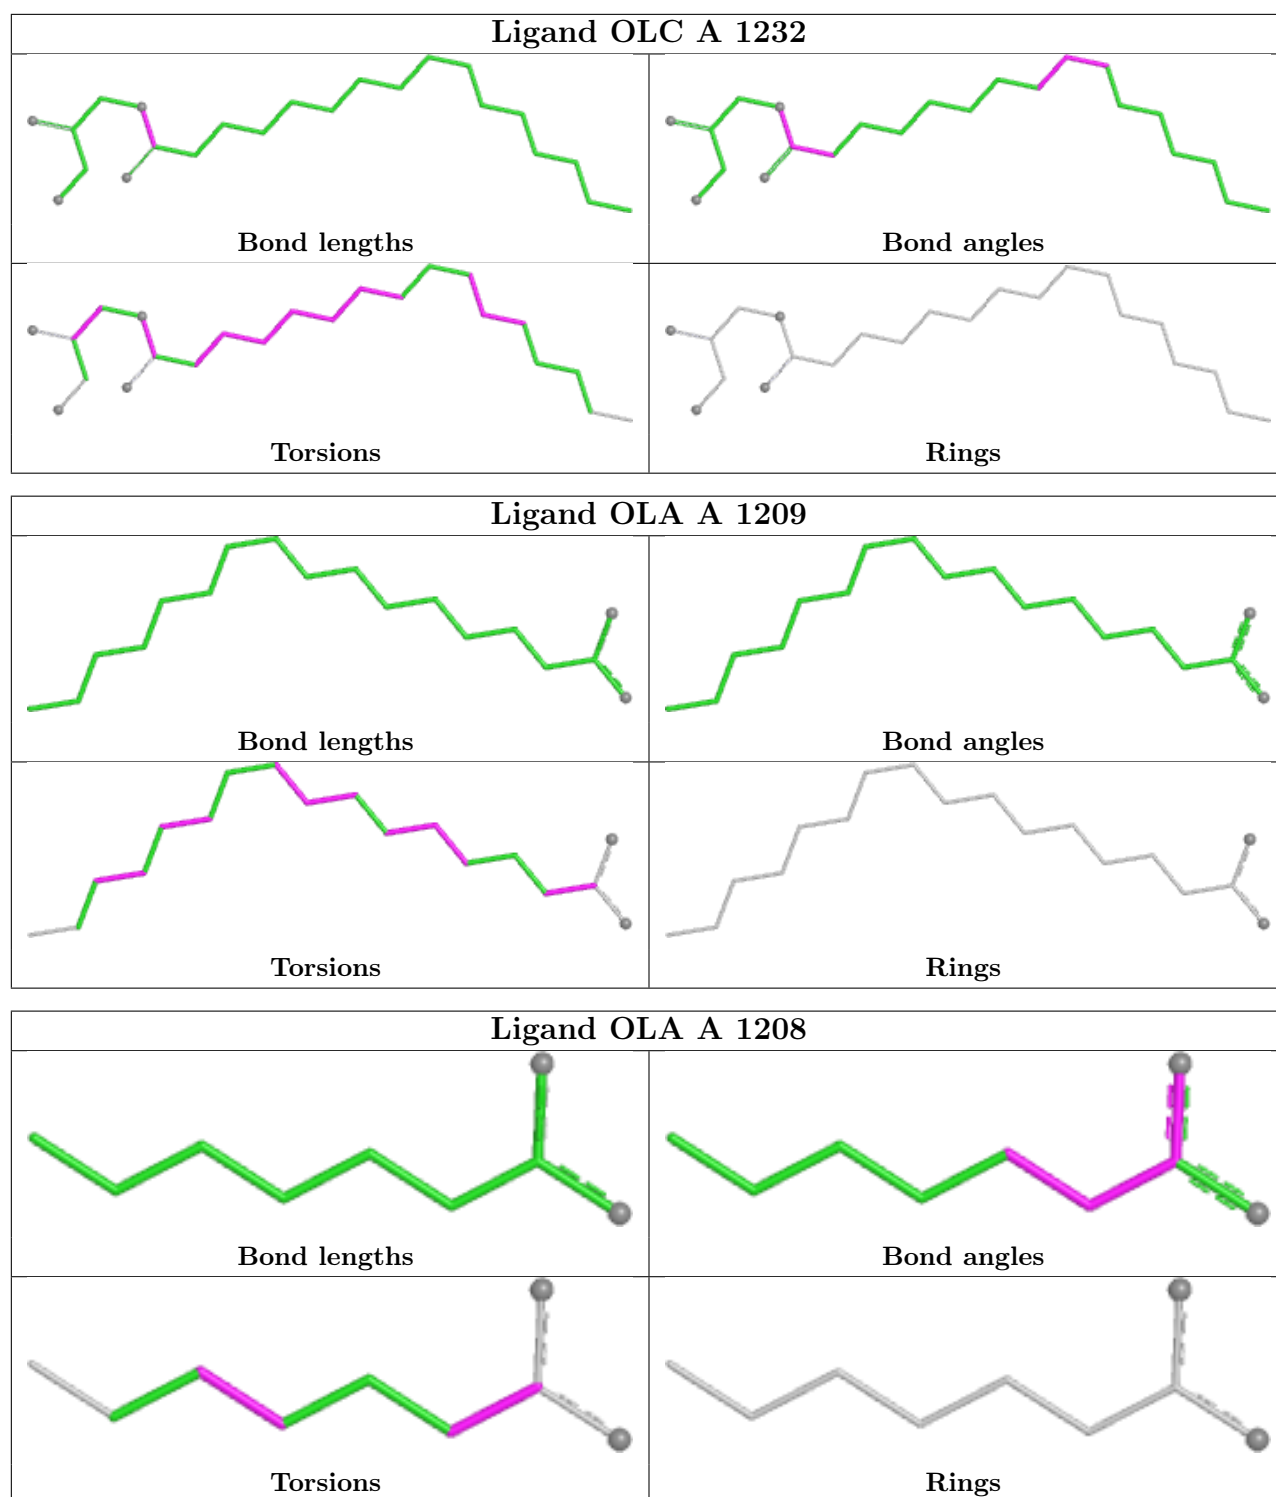 Ligand OLC A 1232
Bond lengths
Bond angles
Torsions
Rings
Ligand OLA A 1209
Bond lengths
Bond angles
Torsions
Rings
Ligand OLA A 1208
Bond lengths
Bond angles
Torsions
Rings